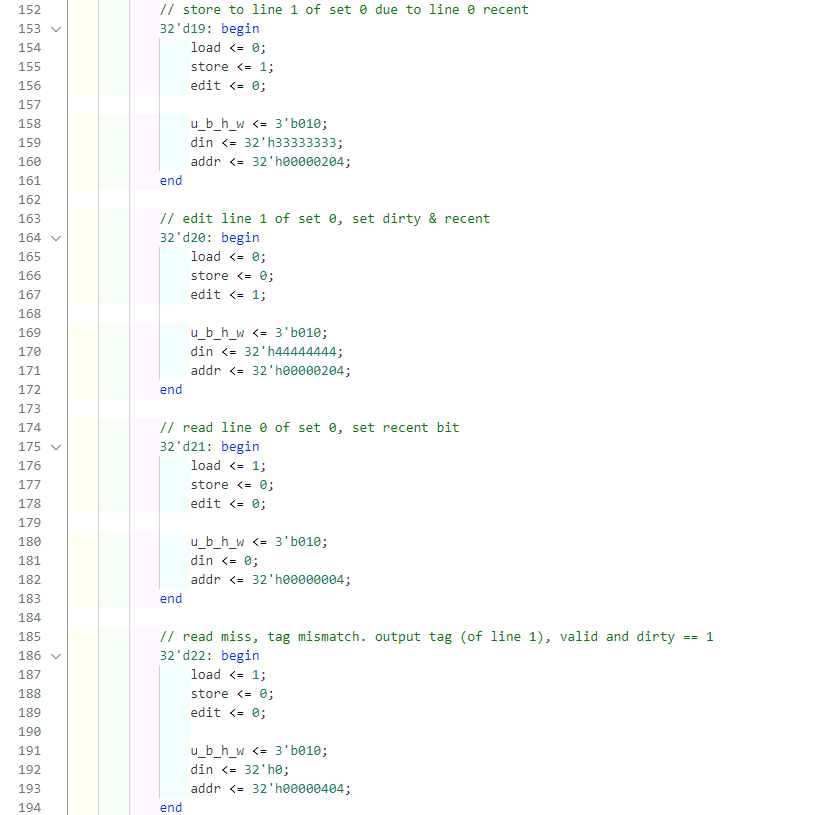 152 // store to line 1 of set 0 due to line 0 recent
153 32'd19: begin
154 load <= 0;
155 store <= 1;
156 edit <= 0;
157
158 u_b_h_w <= 3'b010;
159 din <= 32'h33333333;
160 addr <= 32'h00000204;
161 end
162
163 // edit line 1 of set 0, set dirty & recent
164 32'd20: begin
165 load <= 0;
166 store <= 0;
167 edit <= 1;
168
169 u_b_h_w <= 3'b010;
170 din <= 32'h44444444;
171 addr <= 32'h00000204;
172 end
173
174 // read line 0 of set 0, set recent bit
175 32'd21: begin
176 load <= 1;
177 store <= 0;
178 edit <= 0;
179
180 u_b_h_w <= 3'b010;
181 din <= 0;
182 addr <= 32'h00000004;
183 end
184
185 // read miss, tag mismatch. output tag (of line 1), valid and dirty == 1
186 32'd22: begin
187 load <= 1;
188 store <= 0;
189 edit <= 0;
190
191 u_b_h_w <= 3'b010;
192 din <= 32'h0;
193 addr <= 32'h00000404;
194 end